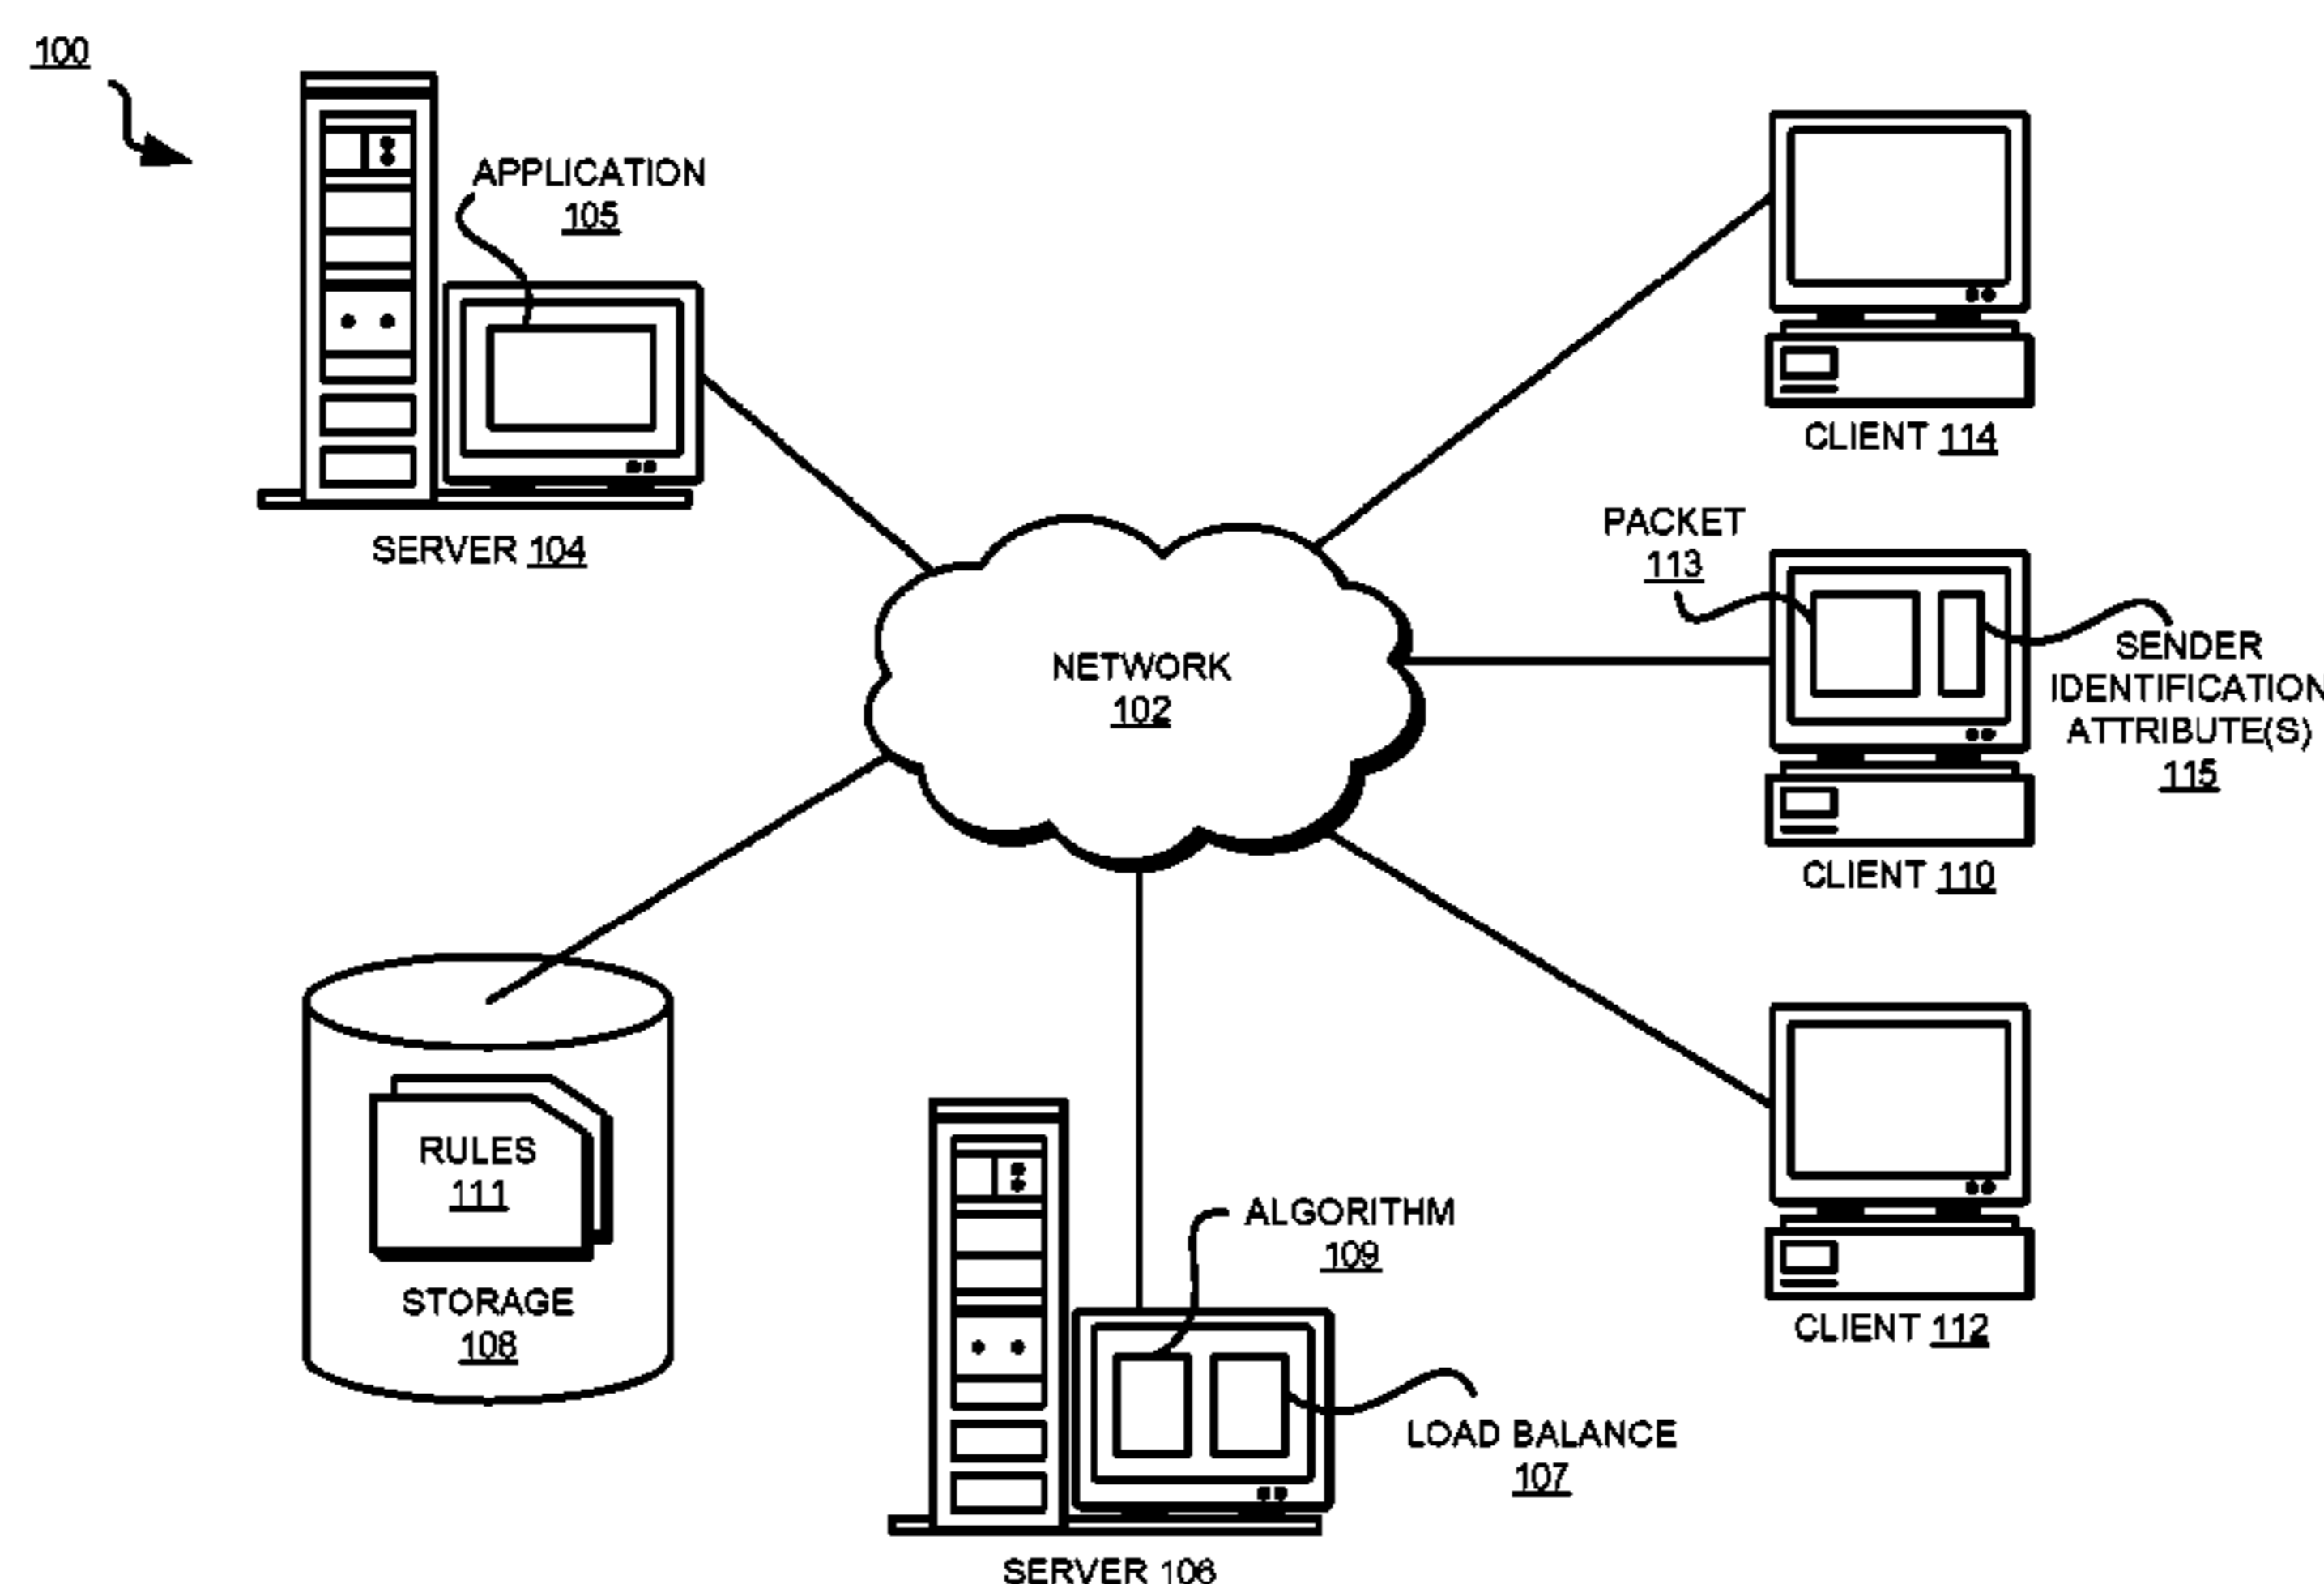 100
APPLICATION
105
SERVER 104
CLIENT 114
PACKET
113
SENDER
IDENTIFICATION
ATTRIBUTE(S)
115
CLIENT 110
NETWORK
102
RULES
111
STORAGE
108
ALGORITHM
109
LOAD BALANCE
107
SERVER 106
CLIENT 112